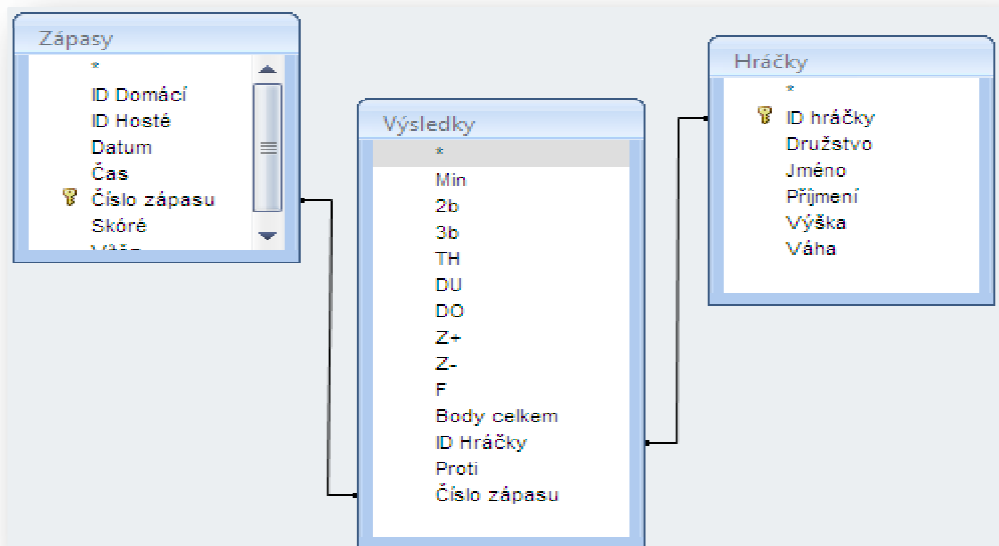 Zápasy
*
ID Domácí
ID Hosté
Datum
Čas
Číslo zápasu
Skóré
Výsledky
*
Min
2b
3b
TH
DU
DO
Z+
Z-
F
Body celkem
ID Hráčky
Proti
Číslo zápasu
Hráčky
*
ID hráčky
Družstvo
Jméno
Příjmení
Výška
Váha